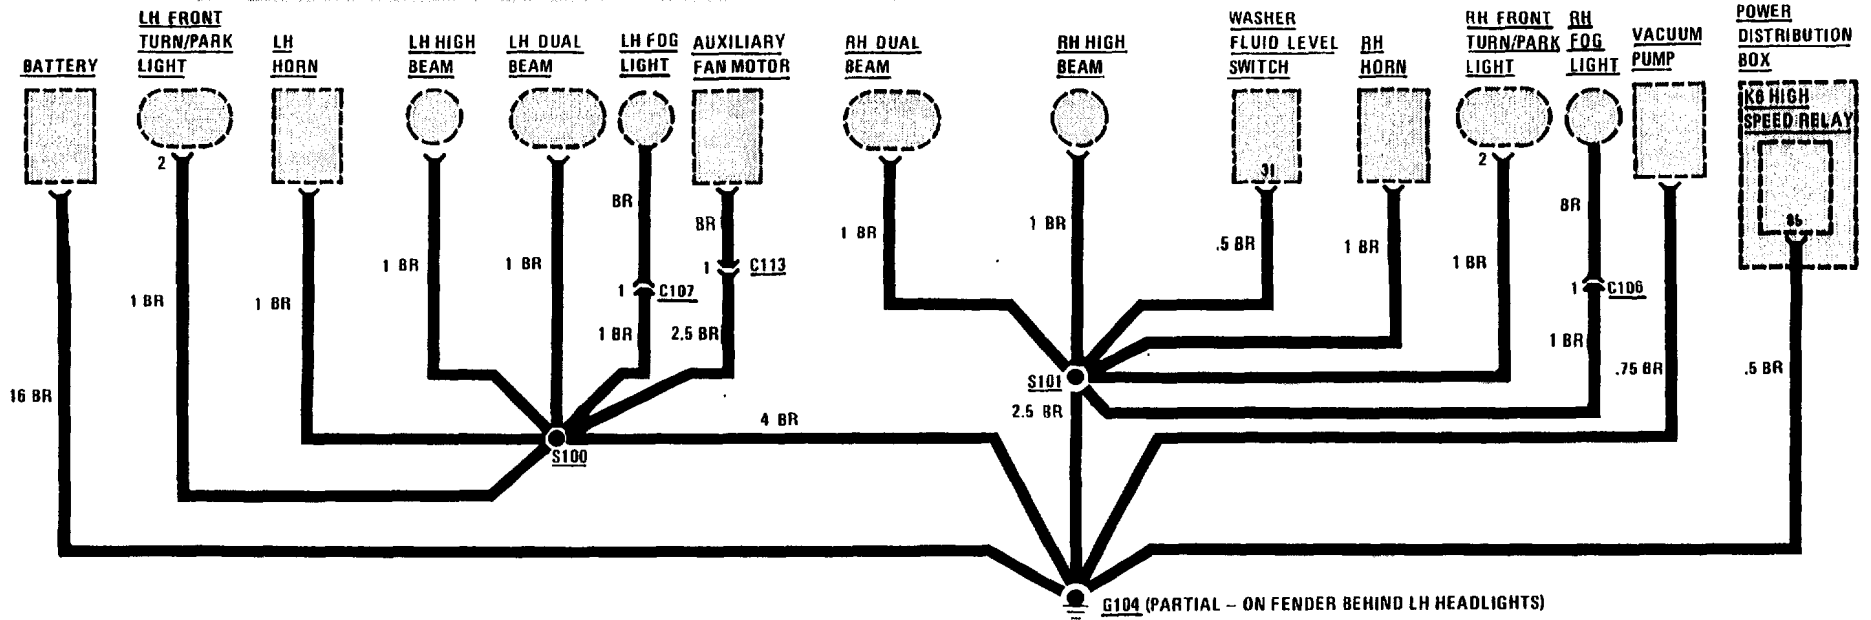 BATTERY
LH FRONT
TURN/PARK
LIGHT
LH
HORN
LH HIGH
BEAM
LH DUAL
BEAM
LH FOG
LIGHT
AUXILIARY
FAN MOTOR
RH DUAL
BEAM
RH HIGH
BEAM
WASHER
FLUID LEVEL
SWITCH
RH
HORN
RH FRONT
TURN/PARK
LIGHT
RH
FOG
LIGHT
VACUUM
PUMP
POWER
DISTRIBUTION
BOX
K6 HIGH
SPEED RELAY
2
31
2
85
BR
BR
1 BR
1 BR
.5 BR
1 BR
BR
1 BR
1 BR
1 BR
1 C113
1 BR
1 BR
1 BR
1 C107
1 C106
1 BR
2.5 BR
1 BR
.75 BR
.5 BR
16 BR
S101
2.5 BR
4 BR
S100
G104 (PARTIAL – ON FENDER BEHIND LH HEADLIGHTS)